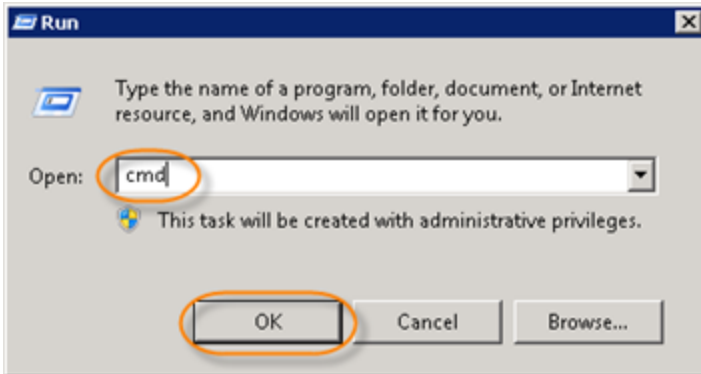 Run
Type the name of a program, folder, document, or Internet
resource, and Windows will open it for you.
Open: cmd
This task will be created with administrative privileges.
OK Cancel Browse...